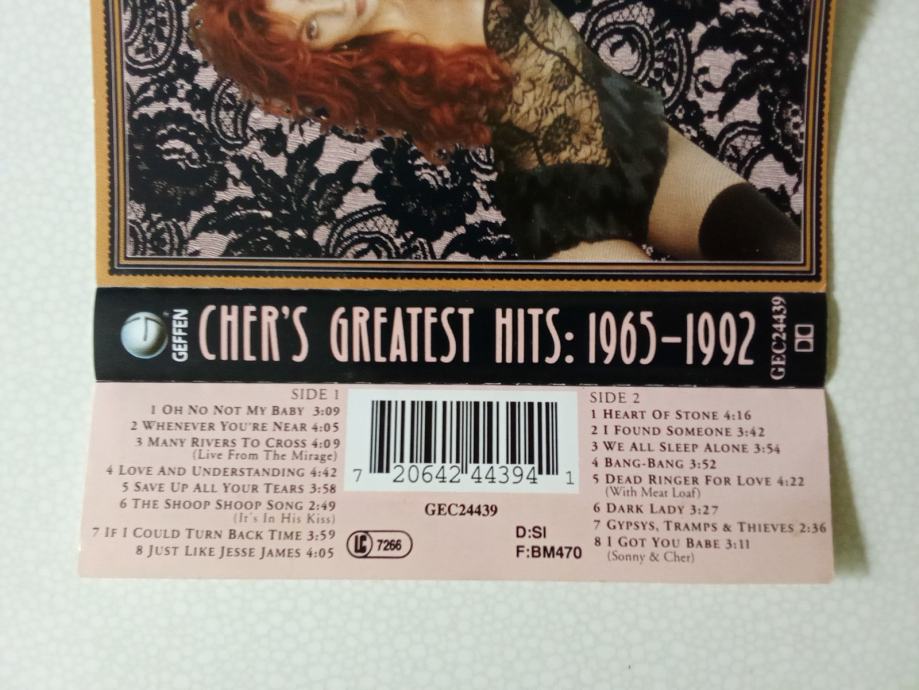 GEFFEN
CHER'S GREATEST HITS: 1965-1992
GEC24439
SIDE 1
1 OH NO NOT MY BABY 3:09
2 WHENEVER YOU'RE NEAR 4:05
3 MANY RIVERS TO CROSS 4:09
(Live From The Mirage)
4 LOVE AND UNDERSTANDING 4:42
5 SAVE UP ALL YOUR TEARS 3:58
6 THE SHOOP SHOOP SONG 2:49
(It's In His Kiss)
7 IF I COULD TURN BACK TIME 3:59
8 JUST LIKE JESSE JAMES 4:05
7 20642 44394 1
GEC24439
LC 7266
D:SI
F:BM470
SIDE 2
1 HEART OF STONE 4:16
2 I FOUND SOMEONE 3:42
3 WE ALL SLEEP ALONE 3:54
4 BANG-BANG 3:52
5 DEAD RINGER FOR LOVE 4:22
(With Meat Loaf)
6 DARK LADY 3:27
7 GYPSYS, TRAMPS & THIEVES 2:36
8 I GOT YOU BABE 3:11
(Sonny & Cher)